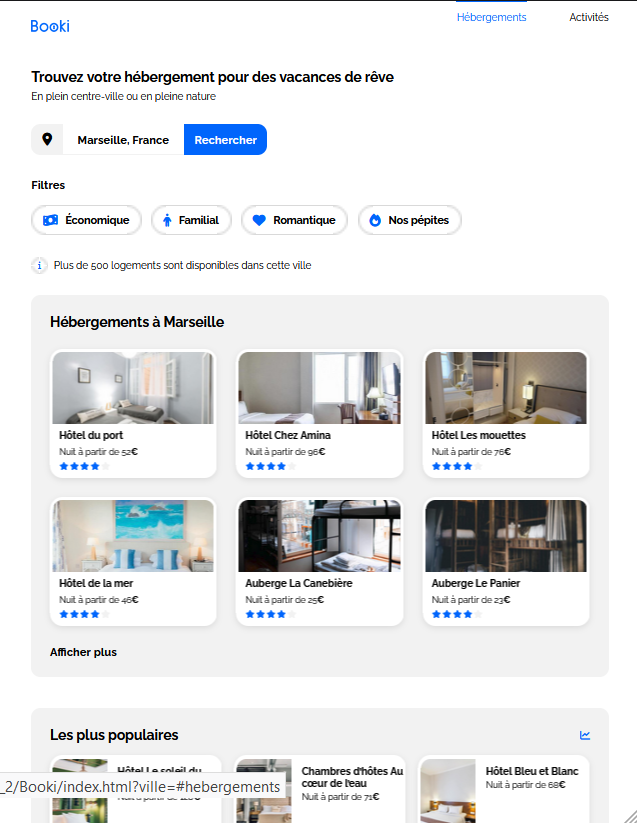 Booki
Hébergements
Activités
Trouvez votre hébergement pour des vacances de rêve
En plein centre-ville ou en pleine nature
Marseille, France
Rechercher
Filtres
Économique
Familial
Romantique
Nos pépites
Plus de 500 logements sont disponibles dans cette ville
Hébergements à Marseille
Hôtel du port
Nuit à partir de 52€
Hôtel Chez Amina
Nuit à partir de 96€
Hôtel Les mouettes
Nuit à partir de 76€
Hôtel de la mer
Nuit à partir de 46€
Auberge La Canebière
Nuit à partir de 25€
Auberge Le Panier
Nuit à partir de 23€
Afficher plus
Les plus populaires
Hôtel Le soleil du
Chambres d'hôtes Au
cœur de l'eau
Nuit à partir de 71€
Hôtel Bleu et Blanc
Nuit à partir de 68€
_2/Booki/index.html?ville=#hebergements